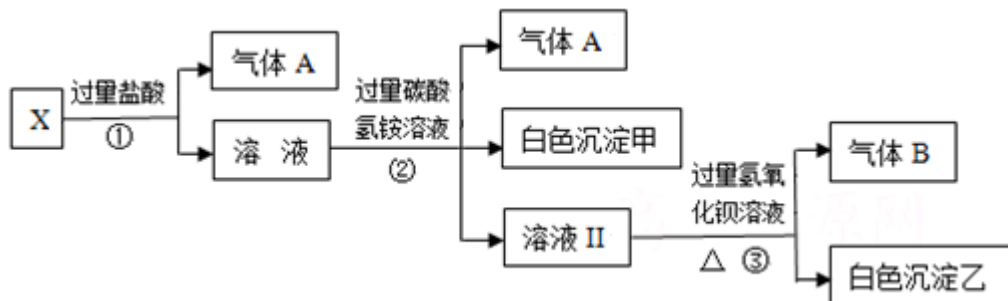 X
过量盐酸
①
气体 A
溶 液
过量碳酸
氢铵溶液
②
气体 A
白色沉淀甲
溶液 II
过量氢氧
化钡溶液
△ ③
气体 B
白色沉淀乙